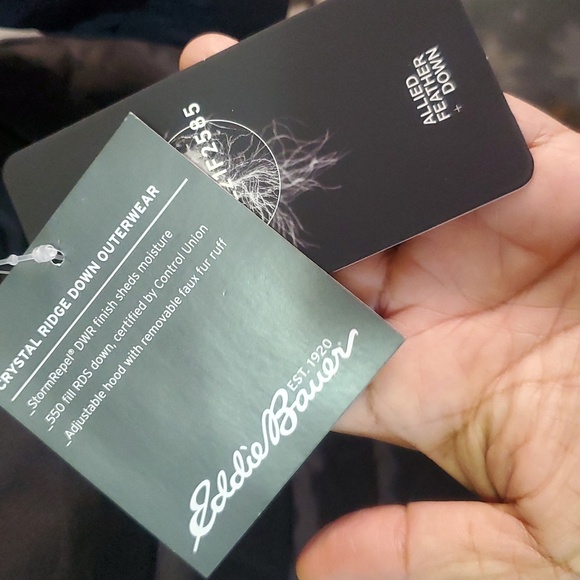 CRYSTAL RIDGE DOWN OUTERWEAR
_StormRepel® DWR finish sheds moisture
_550 fill RDS down, certified by Control Union
_Adjustable hood with removable faux fur ruff
Eddie Bauer
EST. 1920
ALLIED
FEATHER
+ DOWN
F2585